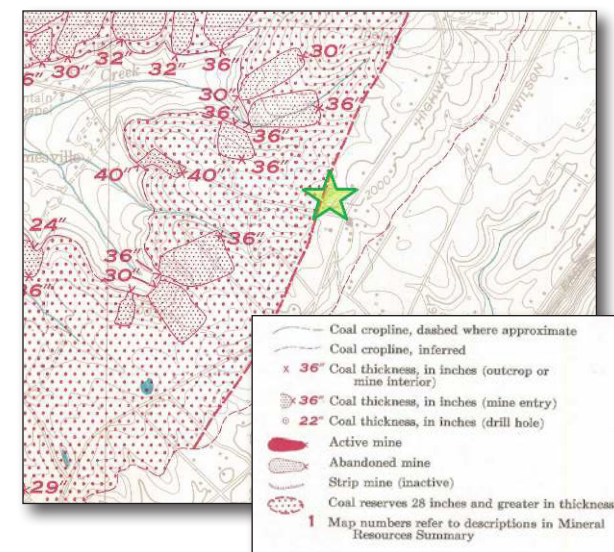 30"
32"
32"
36"
30"
6"
Creek
36"
30"
36"
36"
36"
HIGHWAY
WILSON
40"
40"
2000
24"
36"
36"
30"
29"
Coal cropline, dashed where approximate
Coal cropline, inferred
x 36" Coal thickness, in inches (outcrop or
mine interior)
36" Coal thickness, in inches (mine entry)
22" Coal thickness, in inches (drill hole)
Active mine
Abandoned mine
Strip mine (inactive)
Coal reserves 28 inches and greater in thickness
1 Map numbers refer to descriptions in Mineral
Resources Summary